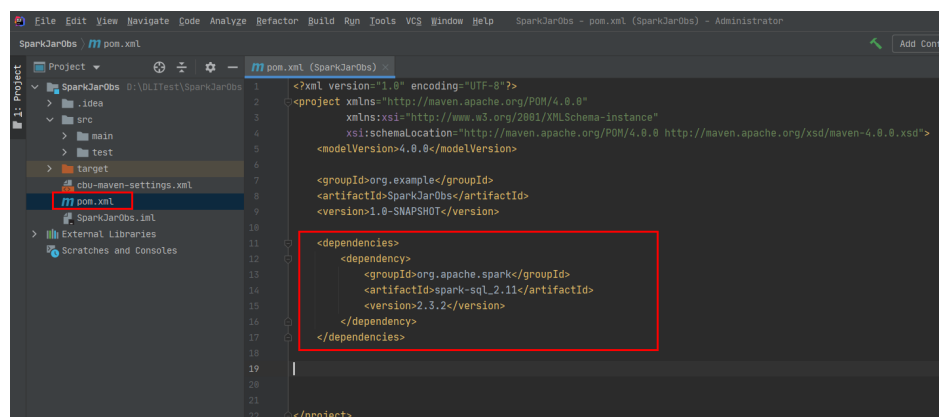 File Edit View Navigate Code Analyze Refactor Build Run Tools VCS Window Help SparkJarObs - pom.xml (SparkJarObs) - Administrator
SparkJarObs m pom.xml
Add Con
1: Project
Project
SparkJarObs D:\DLITest\SparkJarObs
.idea
src
main
test
target
cbu-maven-settings.xml
m pom.xml
SparkJarObs.iml
External Libraries
Scratches and Consoles
m pom.xml (SparkJarObs)
1 <?xml version="1.0" encoding="UTF-8"?>
2 <project xmlns="http://maven.apache.org/POM/4.0.0"
3 xmlns:xsi="http://www.w3.org/2001/XMLSchema-instance"
4 xsi:schemaLocation="http://maven.apache.org/POM/4.0.0 http://maven.apache.org/xsd/maven-4.0.0.xsd">
5 <modelVersion>4.0.0</modelVersion>
6
7 <groupId>org.example</groupId>
8 <artifactId>SparkJarObs</artifactId>
9 <version>1.0-SNAPSHOT</version>
10
11 <dependencies>
12 <dependency>
13 <groupId>org.apache.spark</groupId>
14 <artifactId>spark-sql_2.11</artifactId>
15 <version>2.3.2</version>
16 </dependency>
17 </dependencies>
18
19
20
21
22 </project>